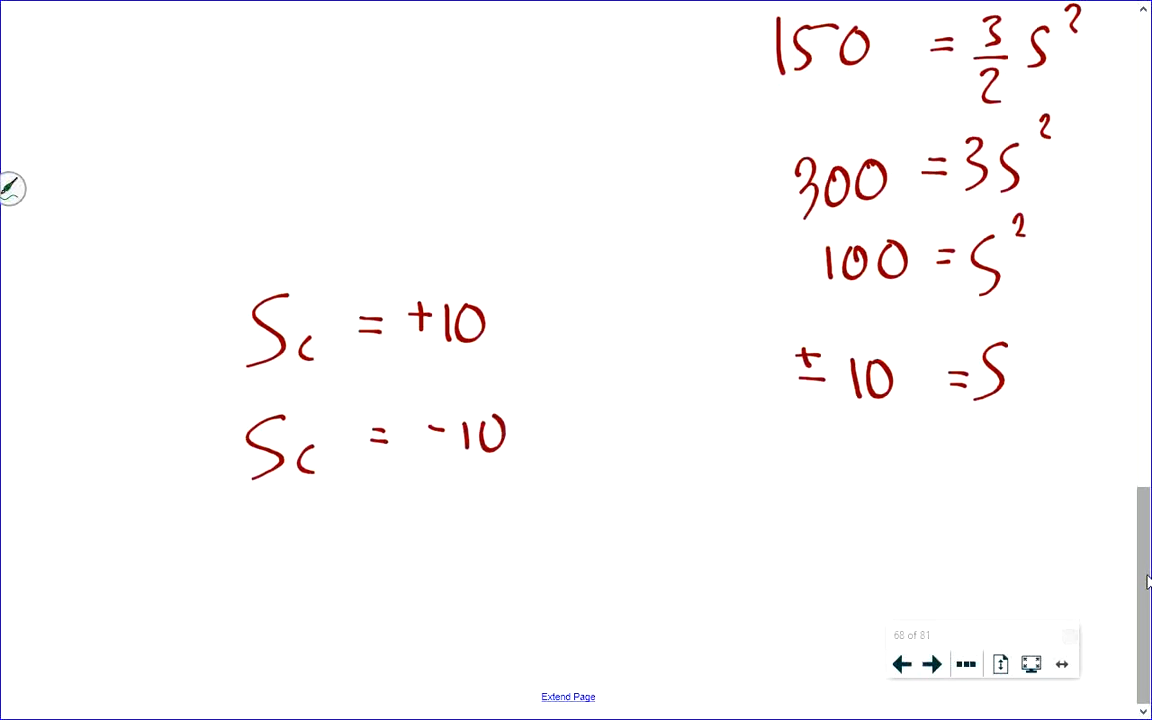 150 = 3/2 S²
300 = 3S²
100 = S²
± 10 = S
Sc = +10
Sc = -10
68 of 81
Extend Page